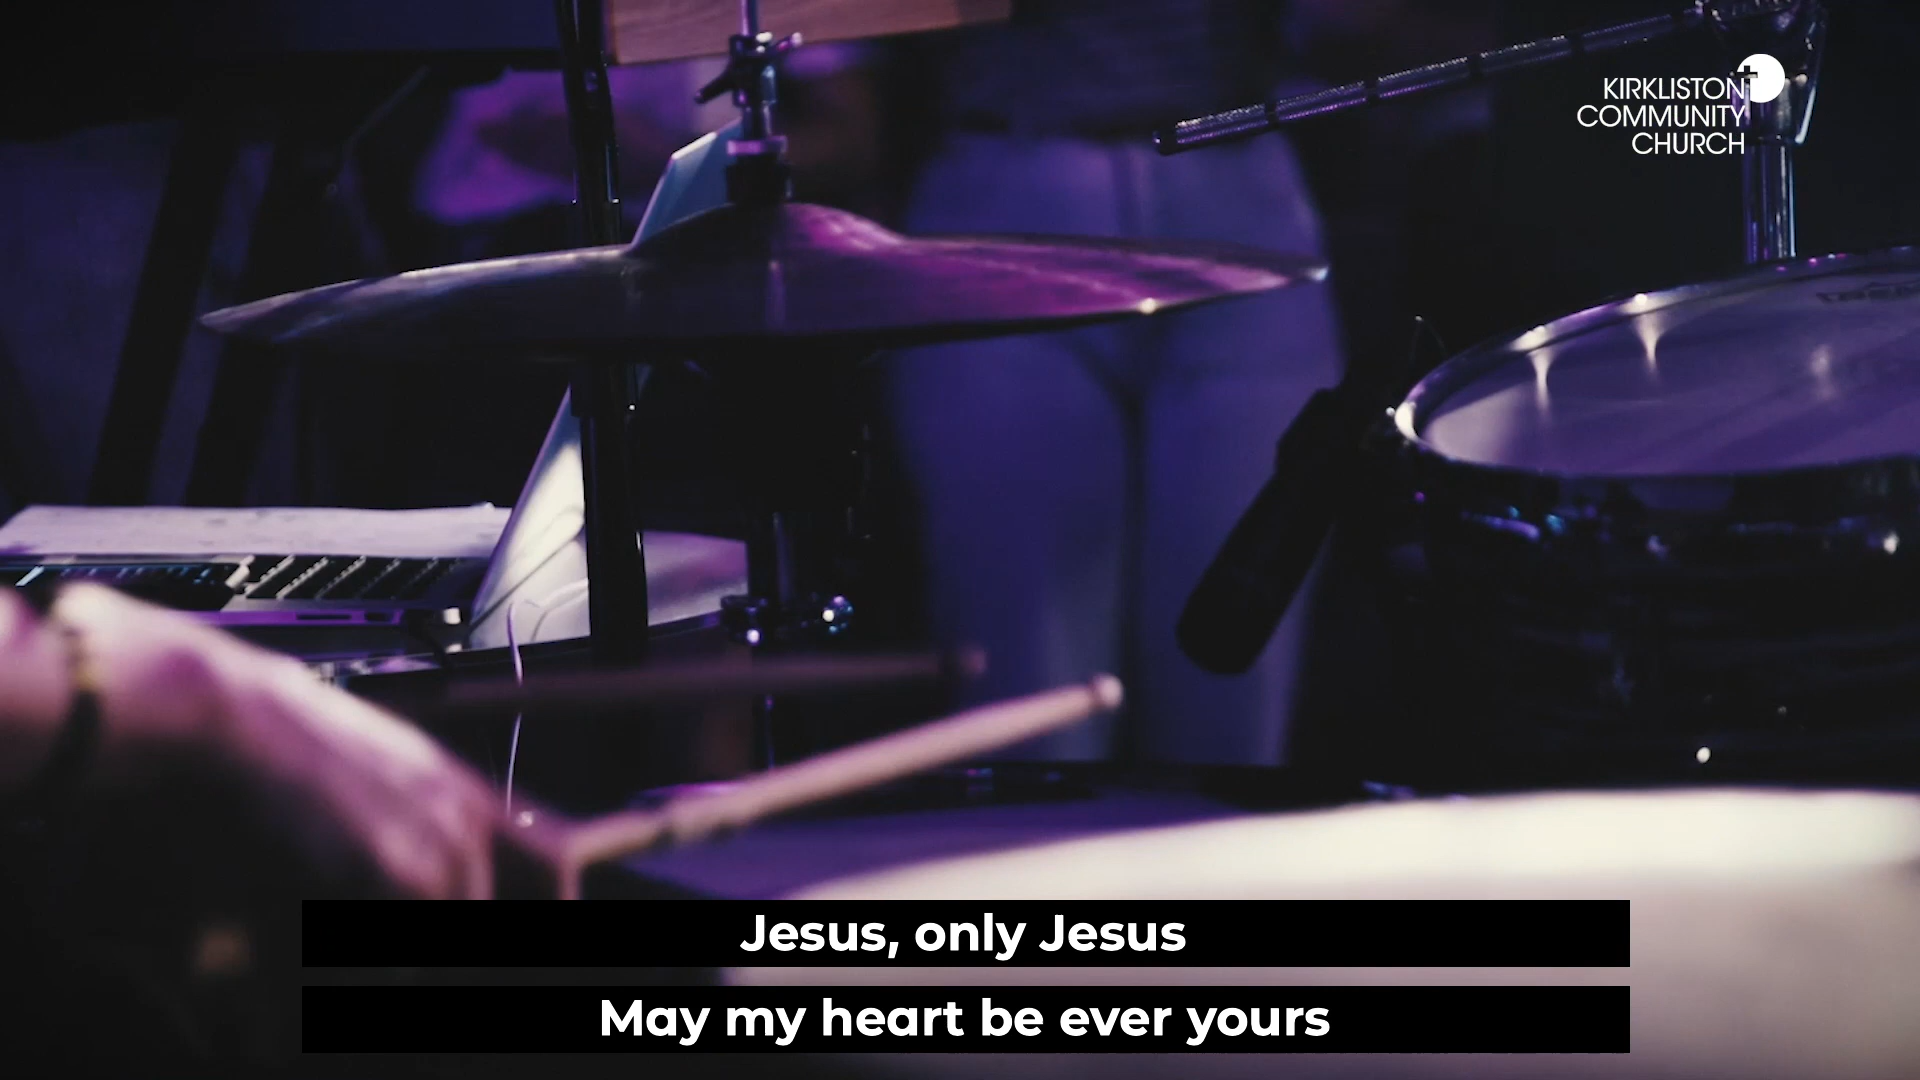 KIRKLISTON
COMMUNITY
CHURCH
Jesus, only Jesus
May my heart be ever yours